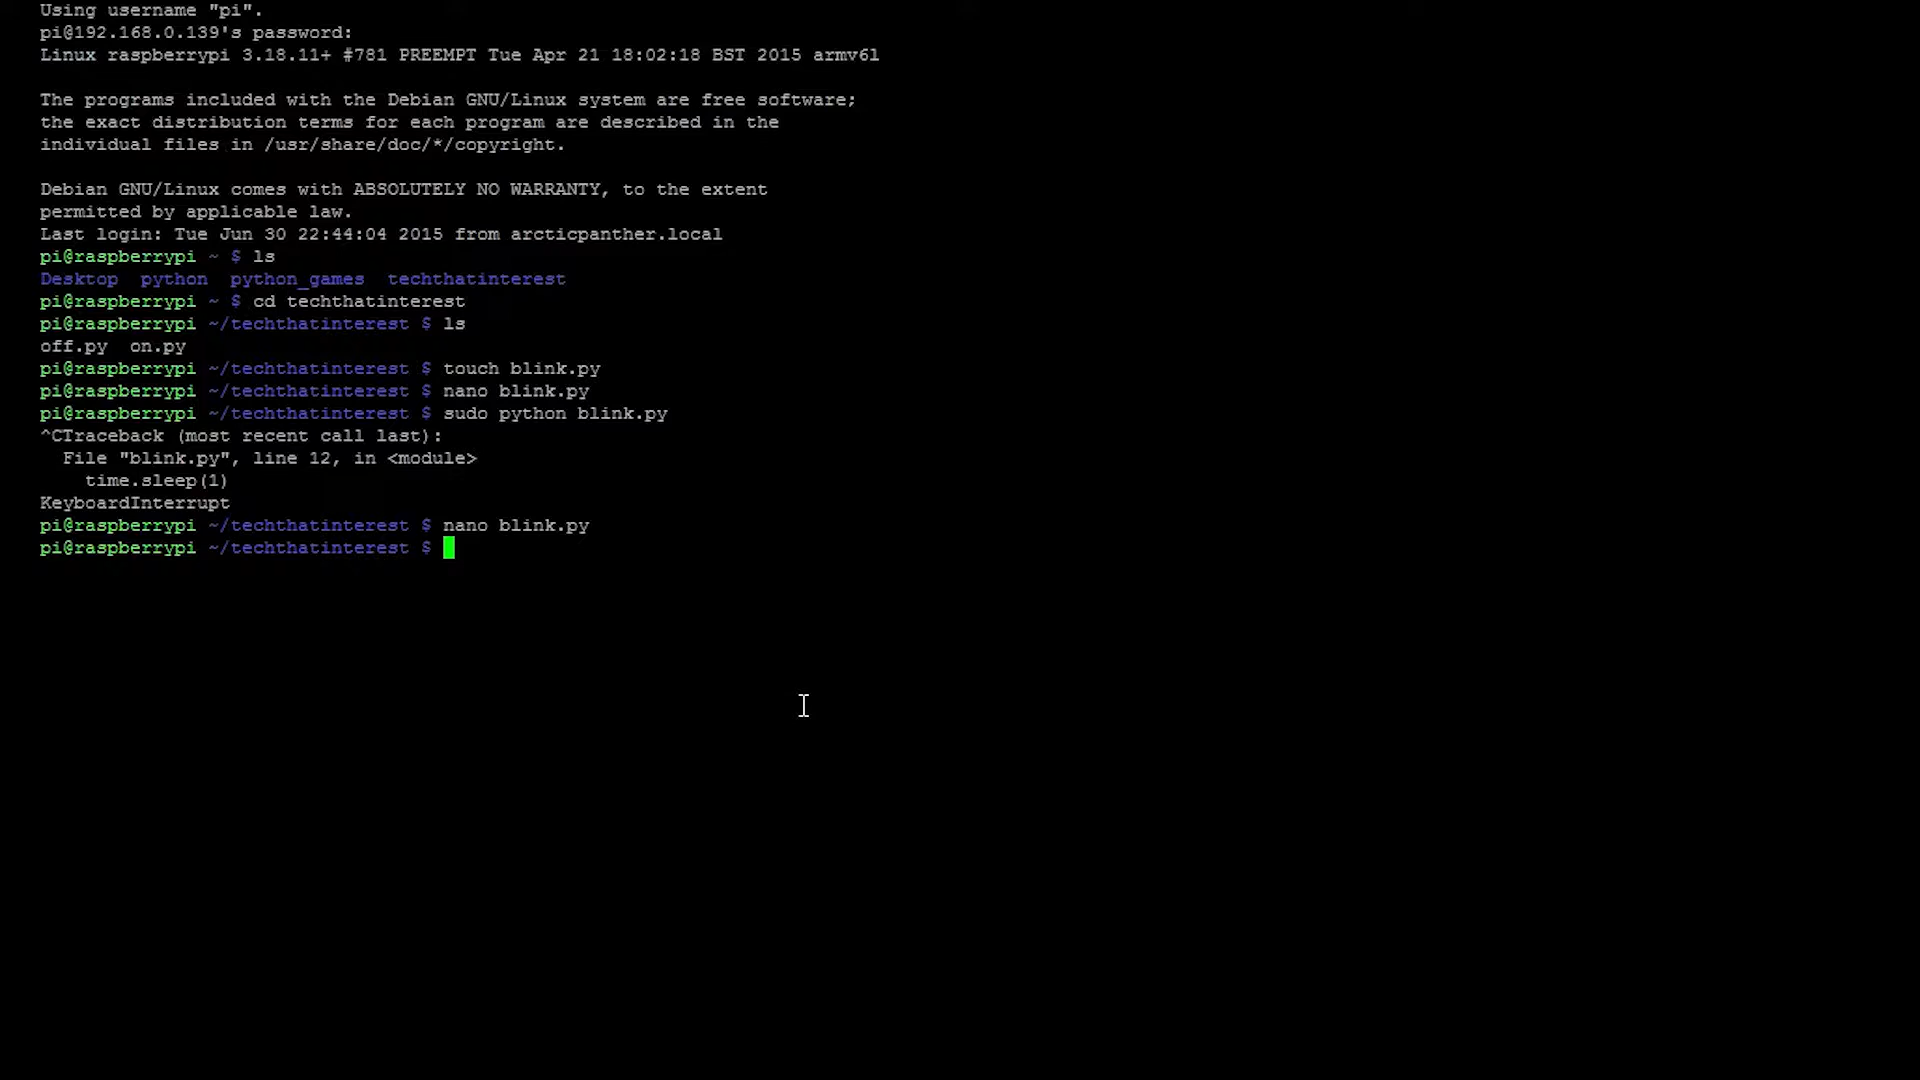 Using username "pi".
pi@192.168.0.139's password:
Linux raspberrypi 3.18.11+ #781 PREEMPT Tue Apr 21 18:02:18 BST 2015 armv6l
The programs included with the Debian GNU/Linux system are free software;
the exact distribution terms for each program are described in the
individual files in /usr/share/doc/*/copyright.
Debian GNU/Linux comes with ABSOLUTELY NO WARRANTY, to the extent
permitted by applicable law.
Last login: Tue Jun 30 22:44:04 2015 from arcticpanther.local
pi@raspberrypi ~ $ ls
Desktop  python  python_games  techthatinterest
pi@raspberrypi ~ $ cd techthatinterest
pi@raspberrypi ~/techthatinterest $ ls
off.py  on.py
pi@raspberrypi ~/techthatinterest $ touch blink.py
pi@raspberrypi ~/techthatinterest $ nano blink.py
pi@raspberrypi ~/techthatinterest $ sudo python blink.py
^CTraceback (most recent call last):
  File "blink.py", line 12, in <module>
    time.sleep(1)
KeyboardInterrupt
pi@raspberrypi ~/techthatinterest $ nano blink.py
pi@raspberrypi ~/techthatinterest $